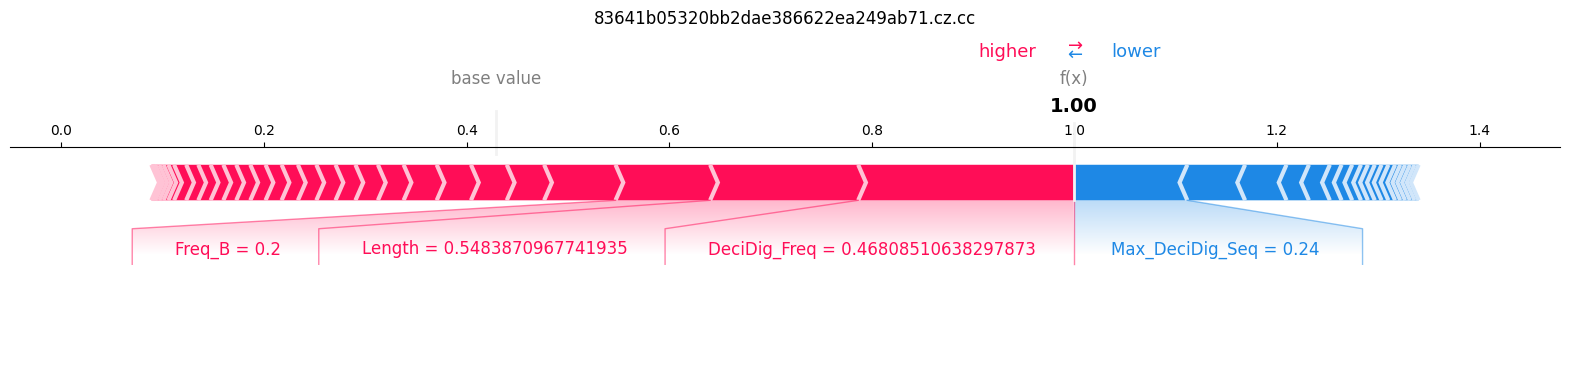 83641b05320bb2dae386622ea249ab71.cz.cc
higher ⇄ lower
base value f(x)
1.00
0.0 0.2 0.4 0.6 0.8 1.0 1.2 1.4
Freq_B = 0.2 Length = 0.5483870967741935 DeciDig_Freq = 0.46808510638297873 Max_DeciDig_Seq = 0.24